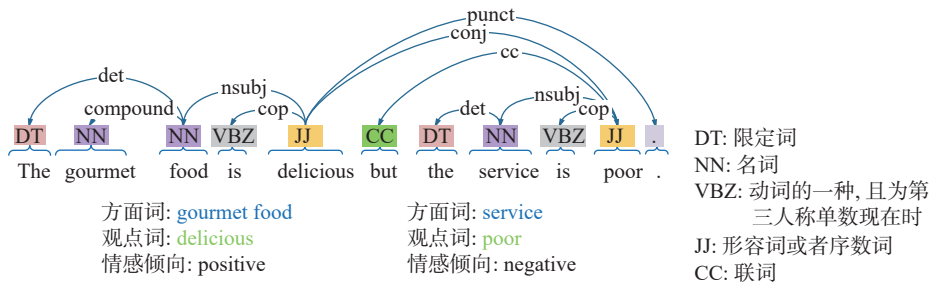 punct
conj
cc
det
nsubj
compound
cop
det
nsubj
cop
DT NN NN VBZ JJ CC DT NN VBZ JJ .
The gourmet food is delicious but the service is poor .
方面词: gourmet food
观点词: delicious
情感倾向: positive
方面词: service
观点词: poor
情感倾向: negative
DT: 限定词
NN: 名词
VBZ: 动词的一种, 且为第
三人称单数现在时
JJ: 形容词或者序数词
CC: 联词